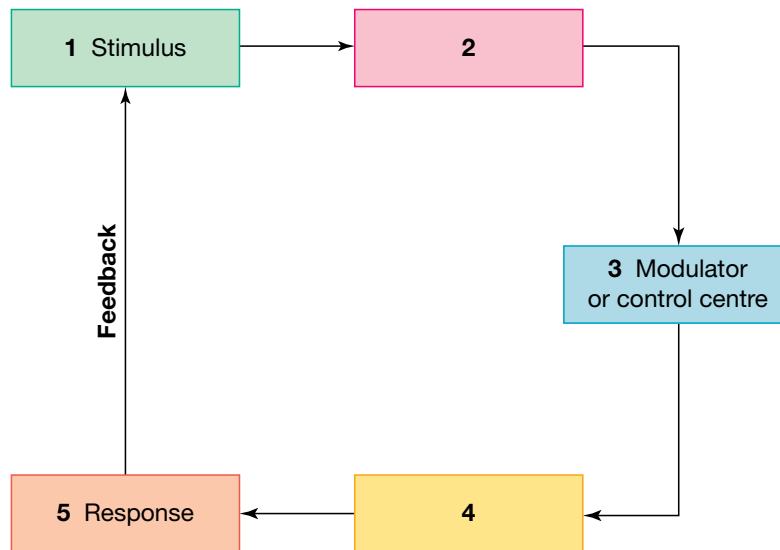 1 Stimulus
2
3 Modulator
or control centre
4
5 Response
Feedback